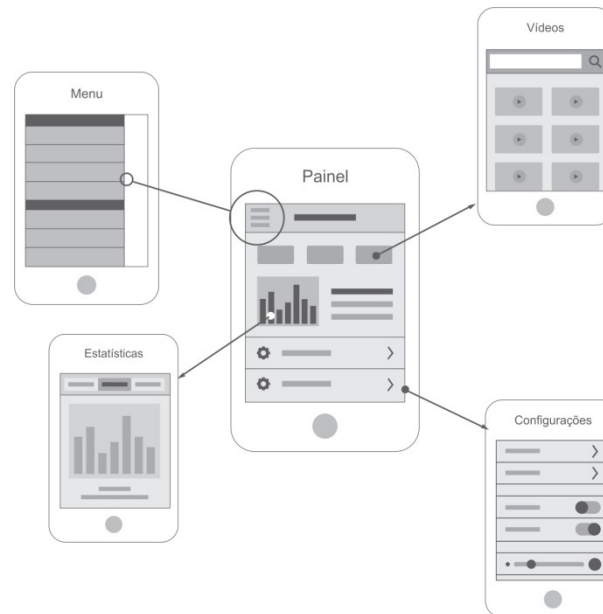 Vídeos
Menu
Painel
Estatísticas
Configurações